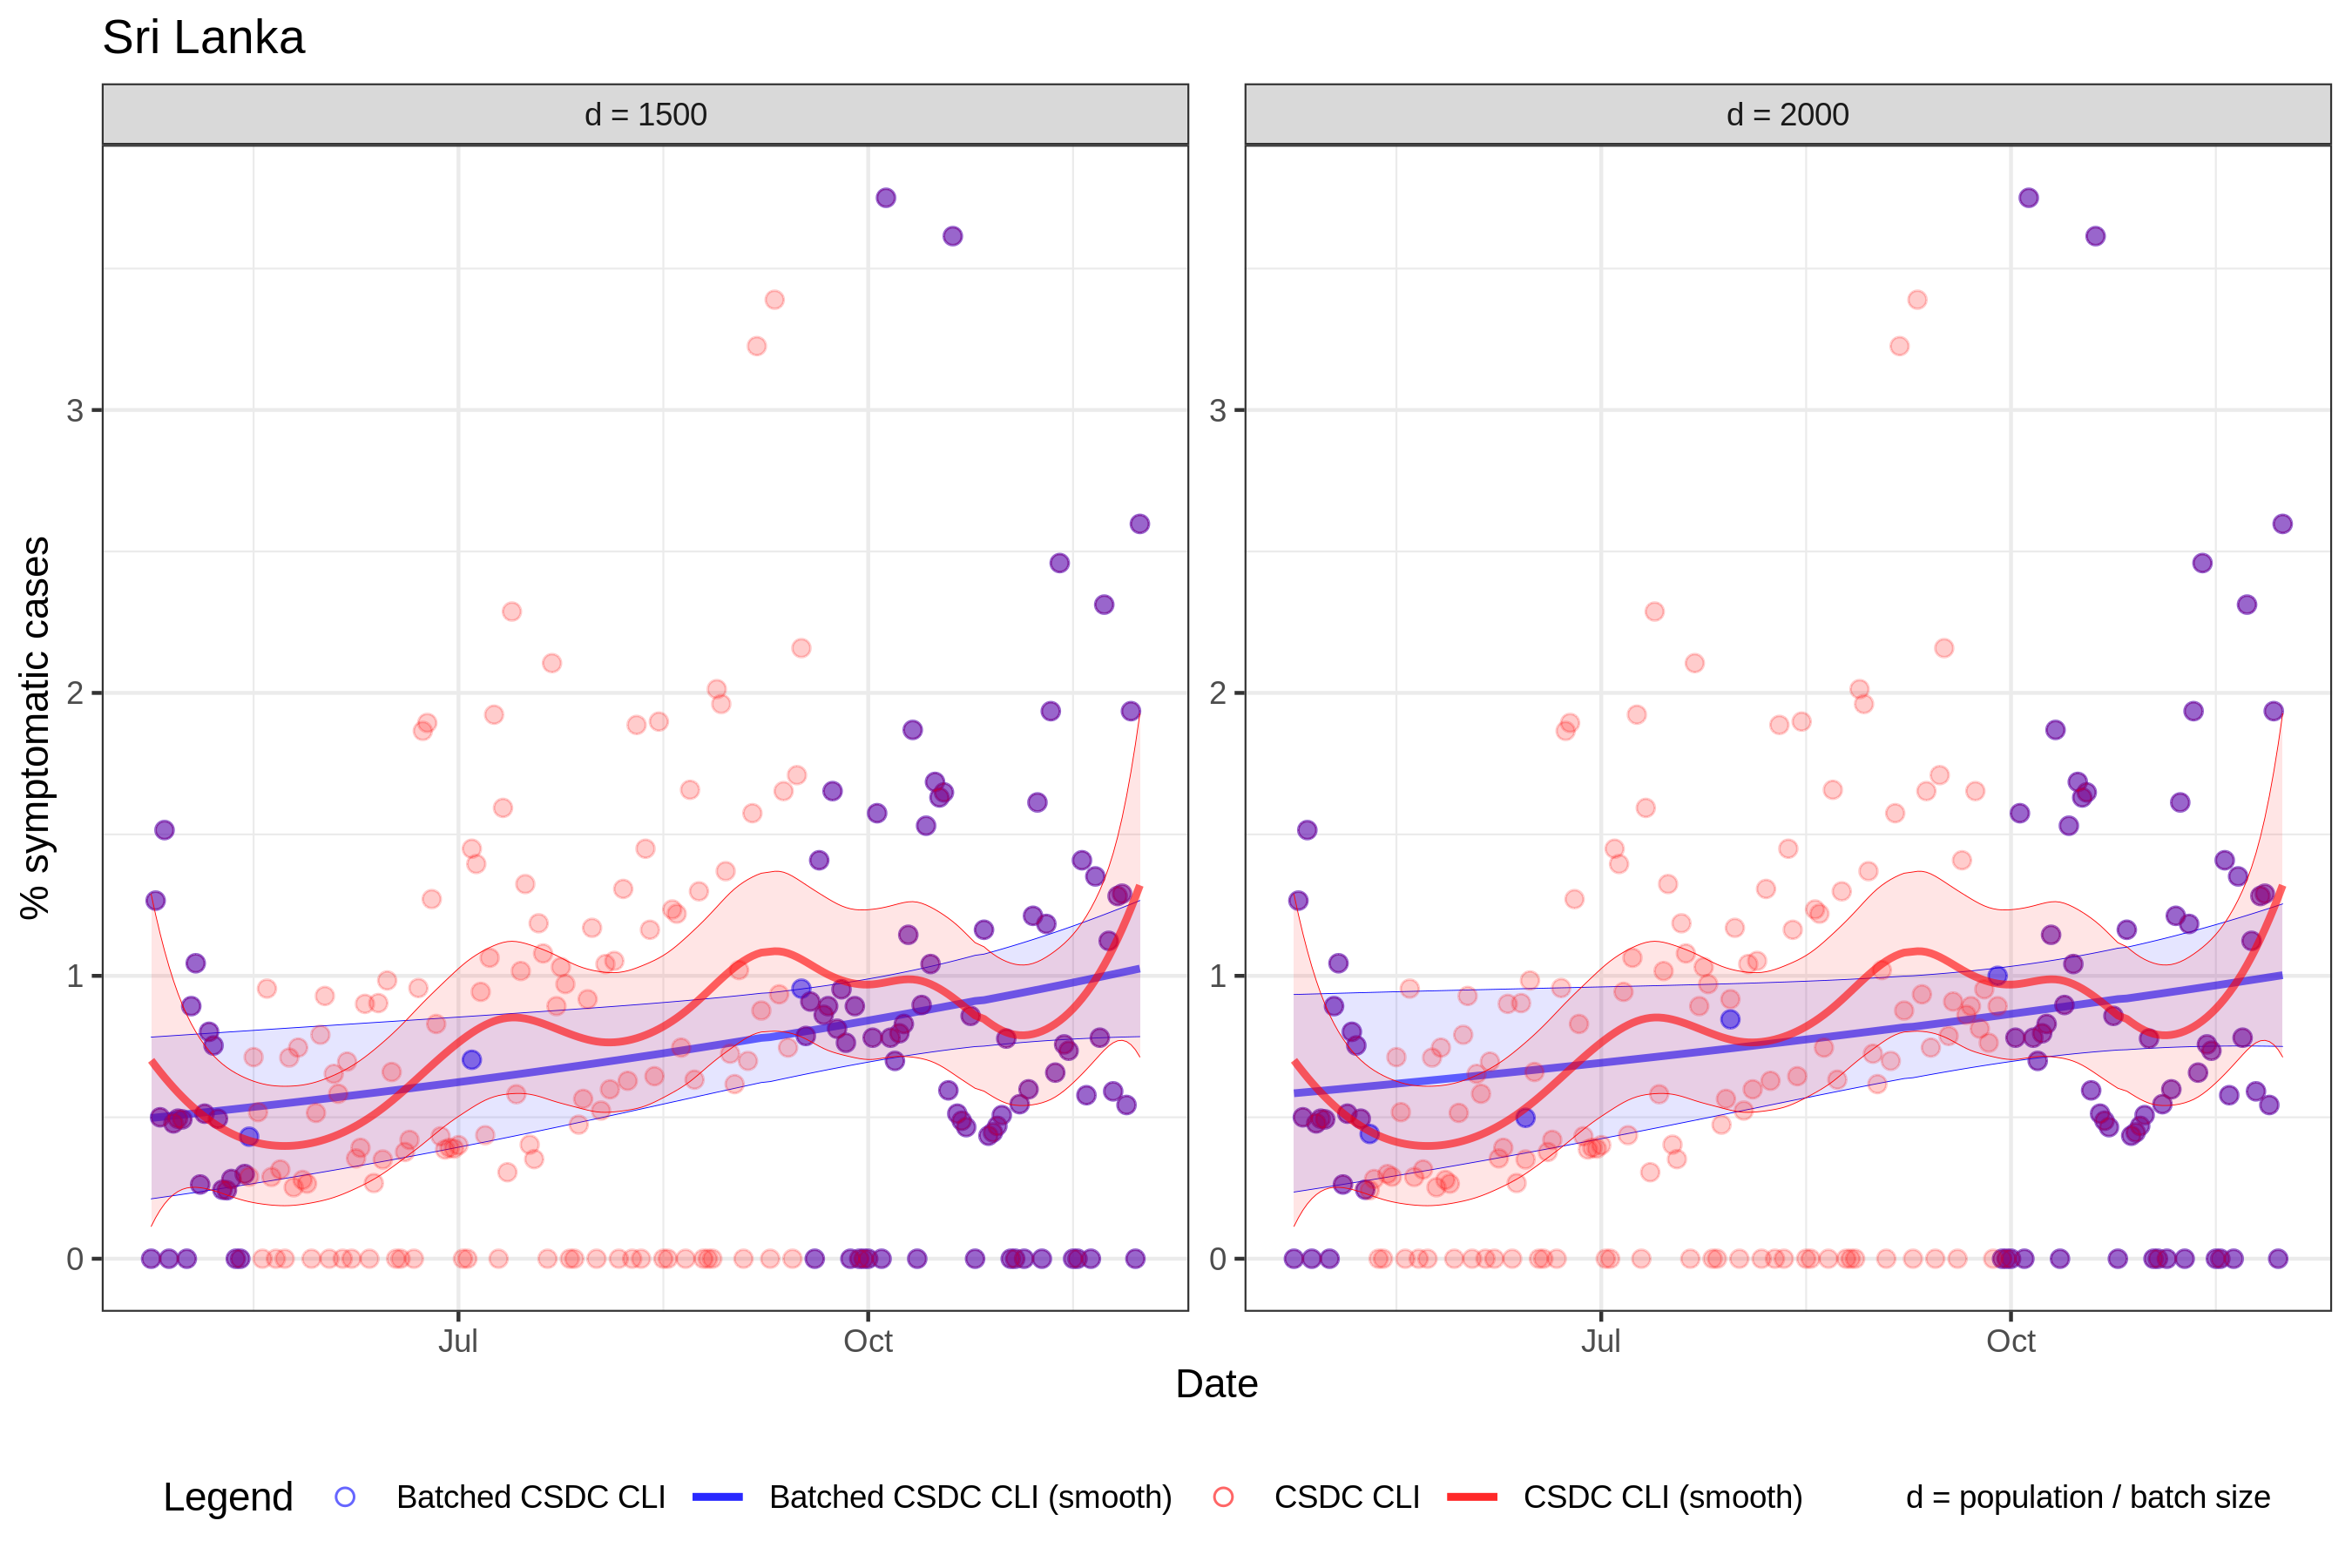 Sri Lanka
d = 1500
d = 2000
% symptomatic cases
3
2
1
0
3
2
1
0
Jul
Oct
Jul
Oct
Date
Legend
Batched CSDC CLI
Batched CSDC CLI (smooth)
CSDC CLI
CSDC CLI (smooth)
d = population / batch size